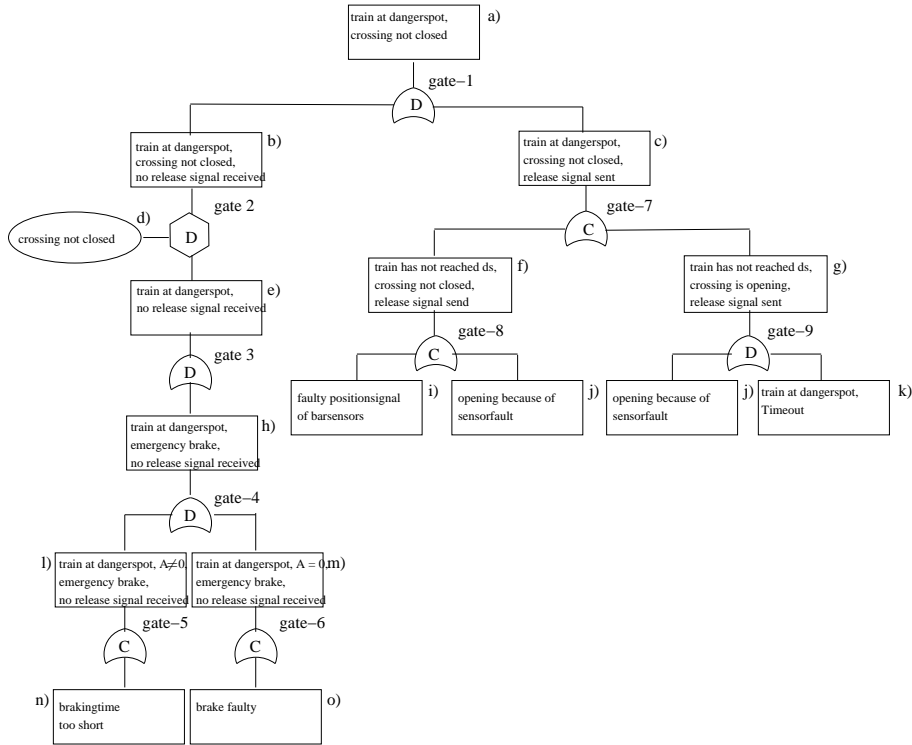 a)
train at dangerspot,
crossing not closed
gate−1
D
b)
train at dangerspot,
crossing not closed,
no release signal received
c)
train at dangerspot,
crossing not closed,
release signal sent
gate 2
d)
crossing not closed
D
gate−7
C
e)
train at dangerspot,
no release signal received
f)
train has not reached ds,
crossing not closed,
release signal send
g)
train has not reached ds,
crossing is opening,
release signal sent
gate 3
D
gate−8
C
gate−9
D
i)
faulty positionsignal
of barsensors
j)
opening because of
sensorfault
j)
opening because of
sensorfault
k)
train at dangerspot,
Timeout
h)
train at dangerspot,
emergency brake,
no release signal received
gate−4
D
l)
train at dangerspot, A≠0,
emergency brake,
no release signal received
m)
train at dangerspot, A = 0,
emergency brake,
no release signal received
gate−5
C
gate−6
C
n)
brakingtime
too short
o)
brake faulty